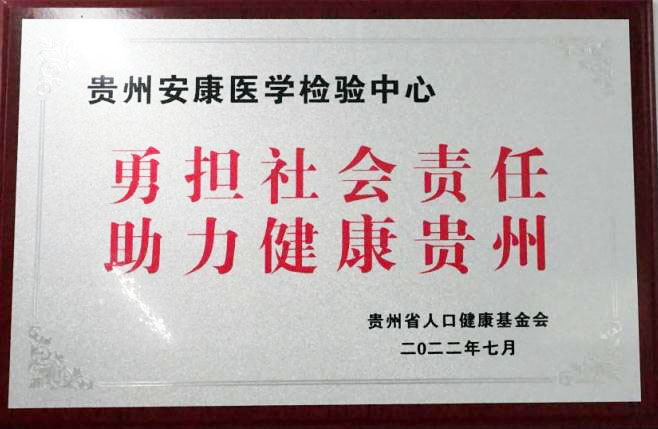 贵州安康医学检验中心
勇担社会责任
助力健康贵州
贵州省人口健康基金会
二0二二年七月